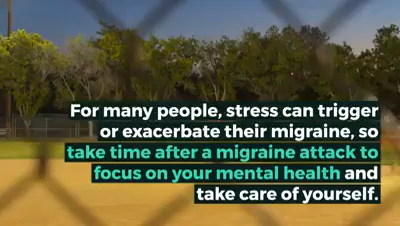 For many people, stress can trigger
or exacerbate their migraine, so
take time after a migraine attack to
focus on your mental health and
take care of yourself.